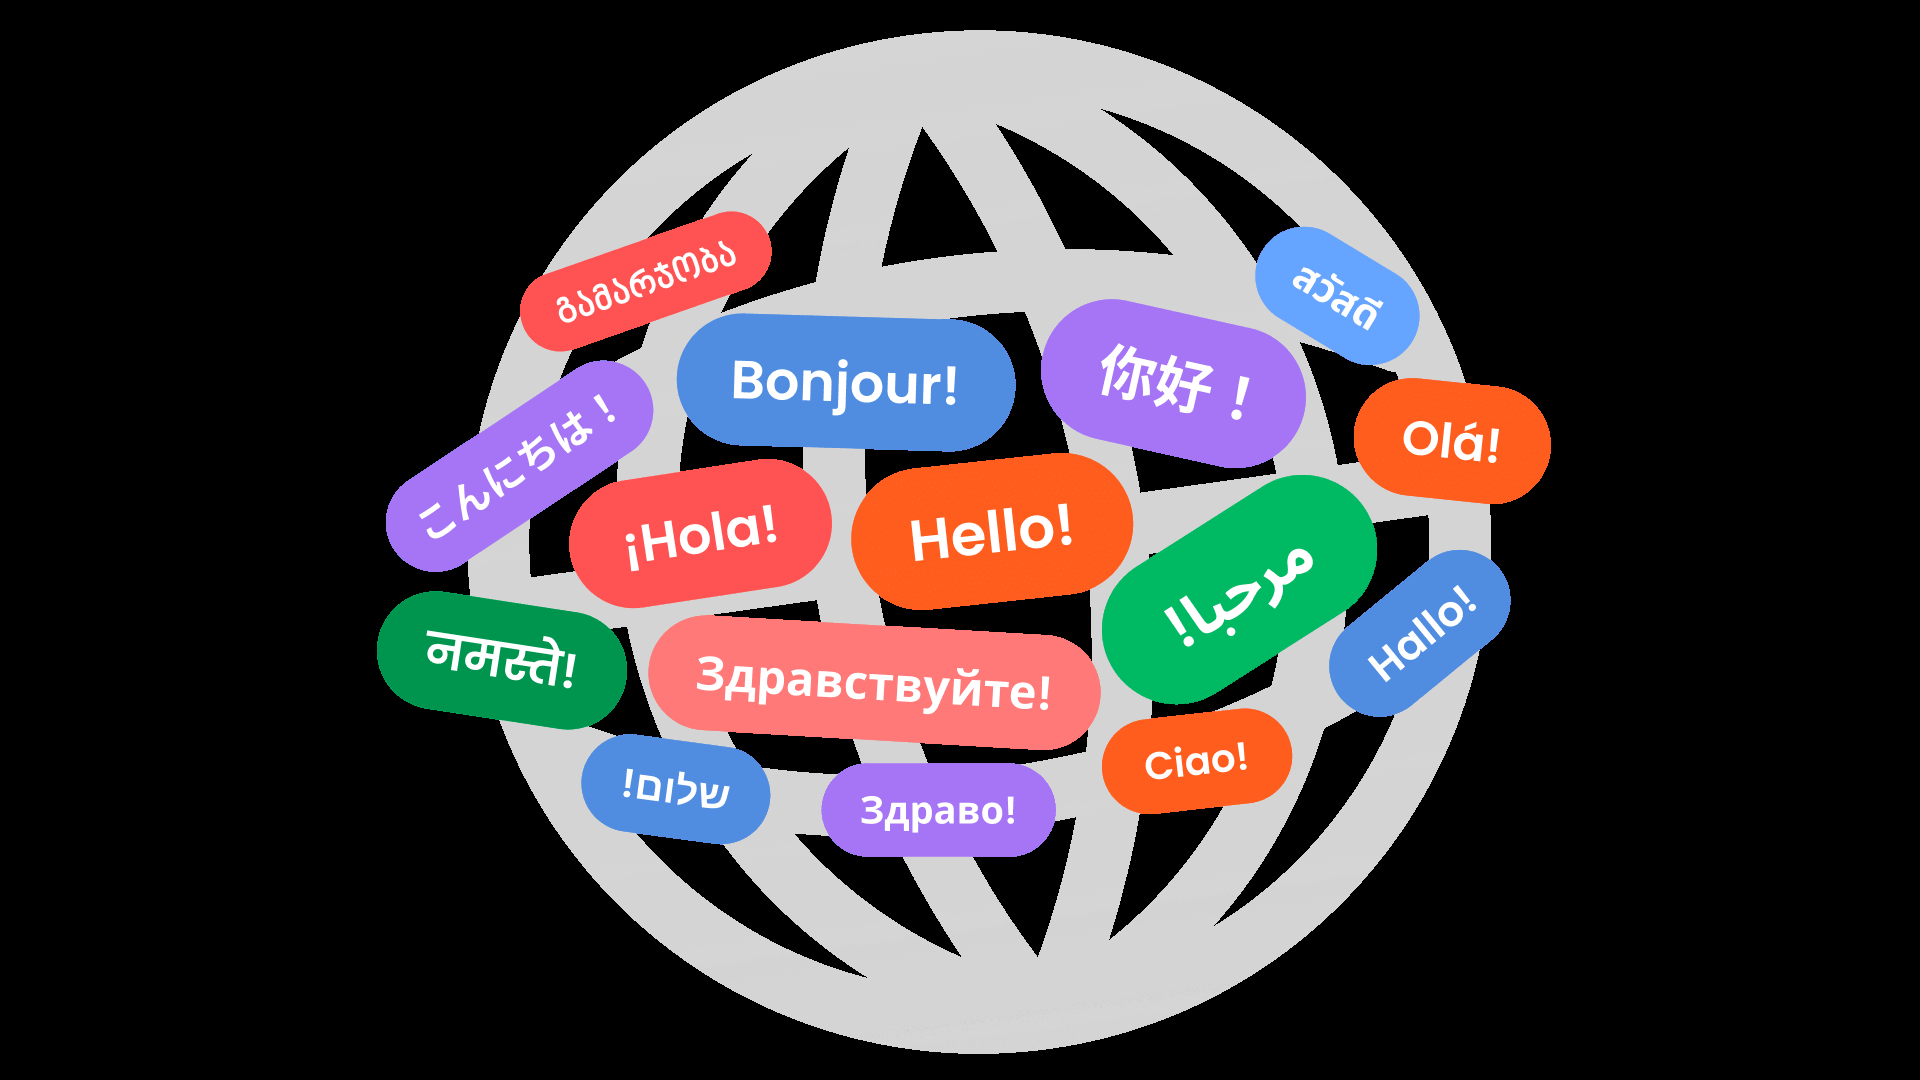 გამარჯობა
สวัสดี
Bonjour!
你好！
こんにちは！
Olá!
¡Hola!
Hello!
مرحبا!
Hallo!
नमस्ते!
Здравствуйте!
Ciao!
שלום!
Здраво!